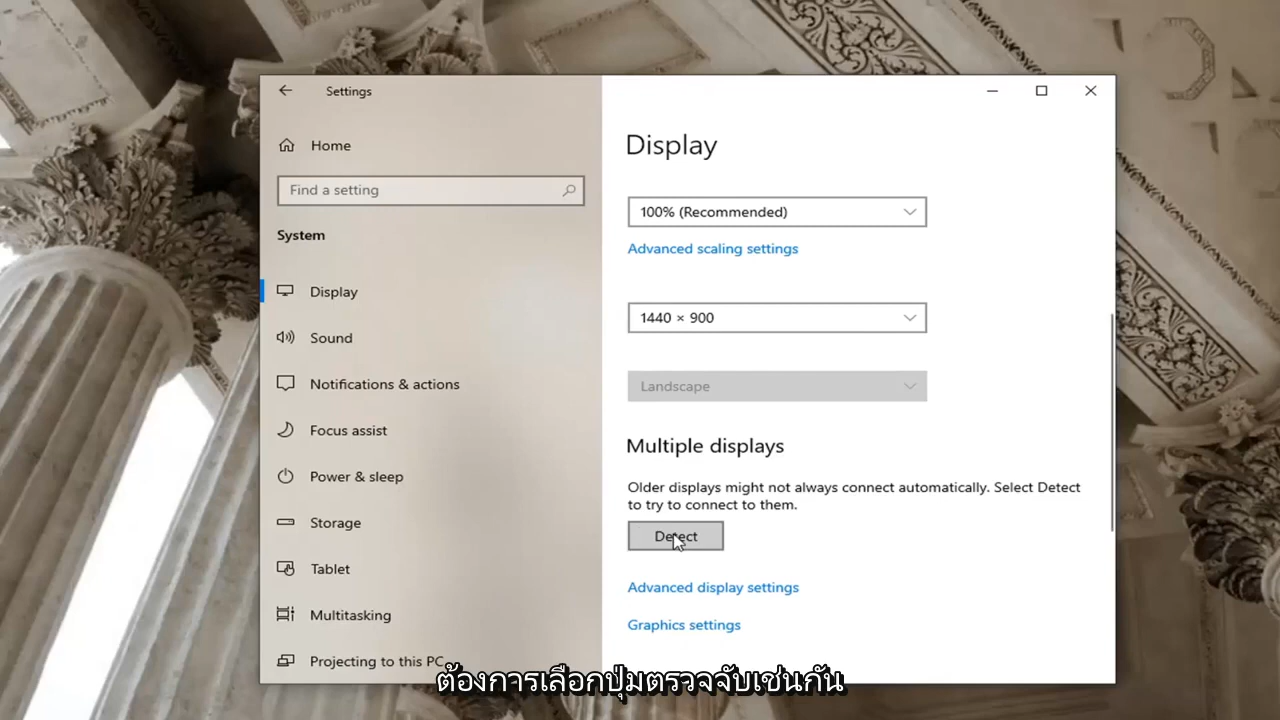 Settings
Home
Find a setting
System
Display
Sound
Notifications & actions
Focus assist
Power & sleep
Storage
Tablet
Multitasking
Projecting to this PC
Display
100% (Recommended)
Advanced scaling settings
1440 × 900
Landscape
Multiple displays
Older displays might not always connect automatically. Select Detect
to try to connect to them.
Detect
Advanced display settings
Graphics settings
ต้องการเลือกปุ่มตรวจจับเช่นกัน